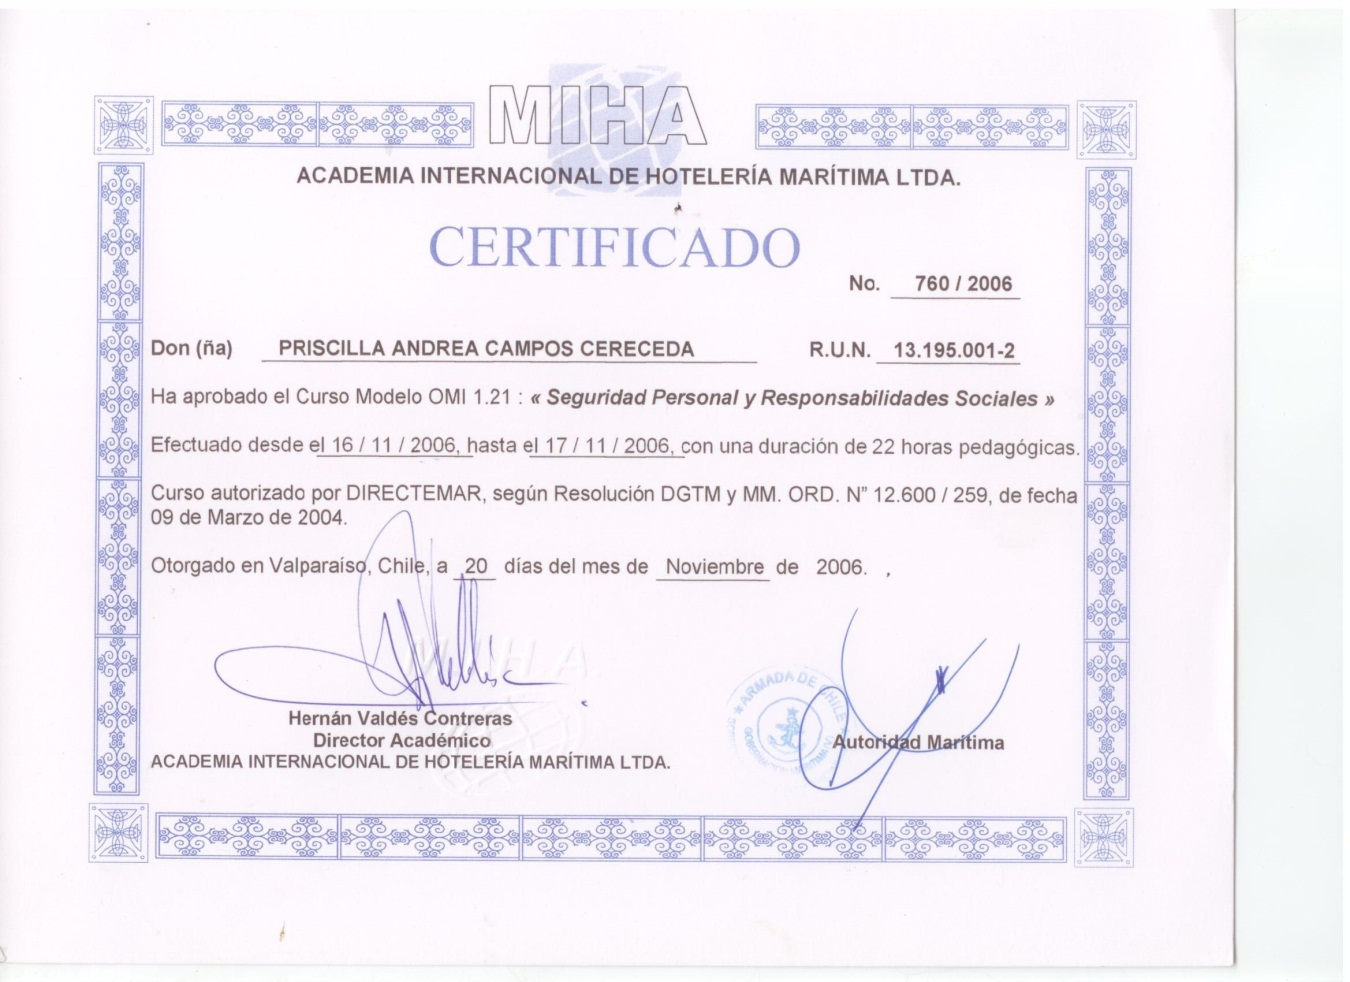 MIHA
ACADEMIA INTERNACIONAL DE HOTELERÍA MARÍTIMA LTDA.
CERTIFICADO
No. 760 / 2006
Don (ña) PRISCILLA ANDREA CAMPOS CERECEDA R.U.N. 13.195.001-2
Ha aprobado el Curso Modelo OMI 1.21 : « Seguridad Personal y Responsabilidades Sociales »
Efectuado desde el 16 / 11 / 2006, hasta el 17 / 11 / 2006, con una duración de 22 horas pedagógicas.
Curso autorizado por DIRECTEMAR, según Resolución DGTM y MM. ORD. N" 12.600 / 259, de fecha
09 de Marzo de 2004.
Otorgado en Valparaíso, Chile, a 20 días del mes de Noviembre de 2006.
MIHA
ARMADA DE CHILE
Hernán Valdés Contreras
Director Académico
ACADEMIA INTERNACIONAL DE HOTELERÍA MARÍTIMA LTDA.
Autoridad Marítima